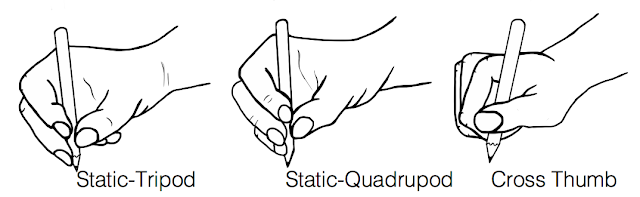 Static-Tripod
Static-Quadrupod
Cross Thumb